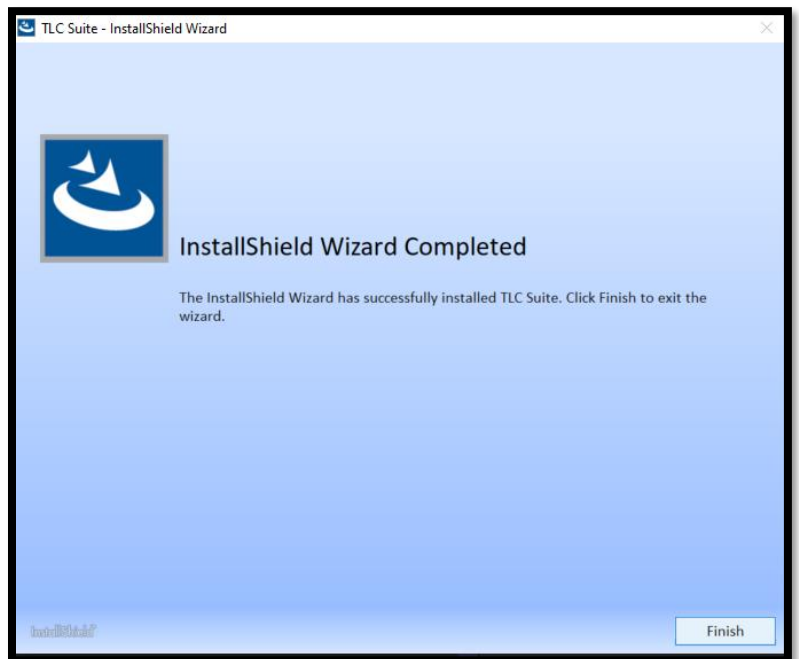 TLC Suite - InstallShield Wizard
InstallShield Wizard Completed
The InstallShield Wizard has successfully installed TLC Suite. Click Finish to exit the
wizard.
InstallShield
Finish